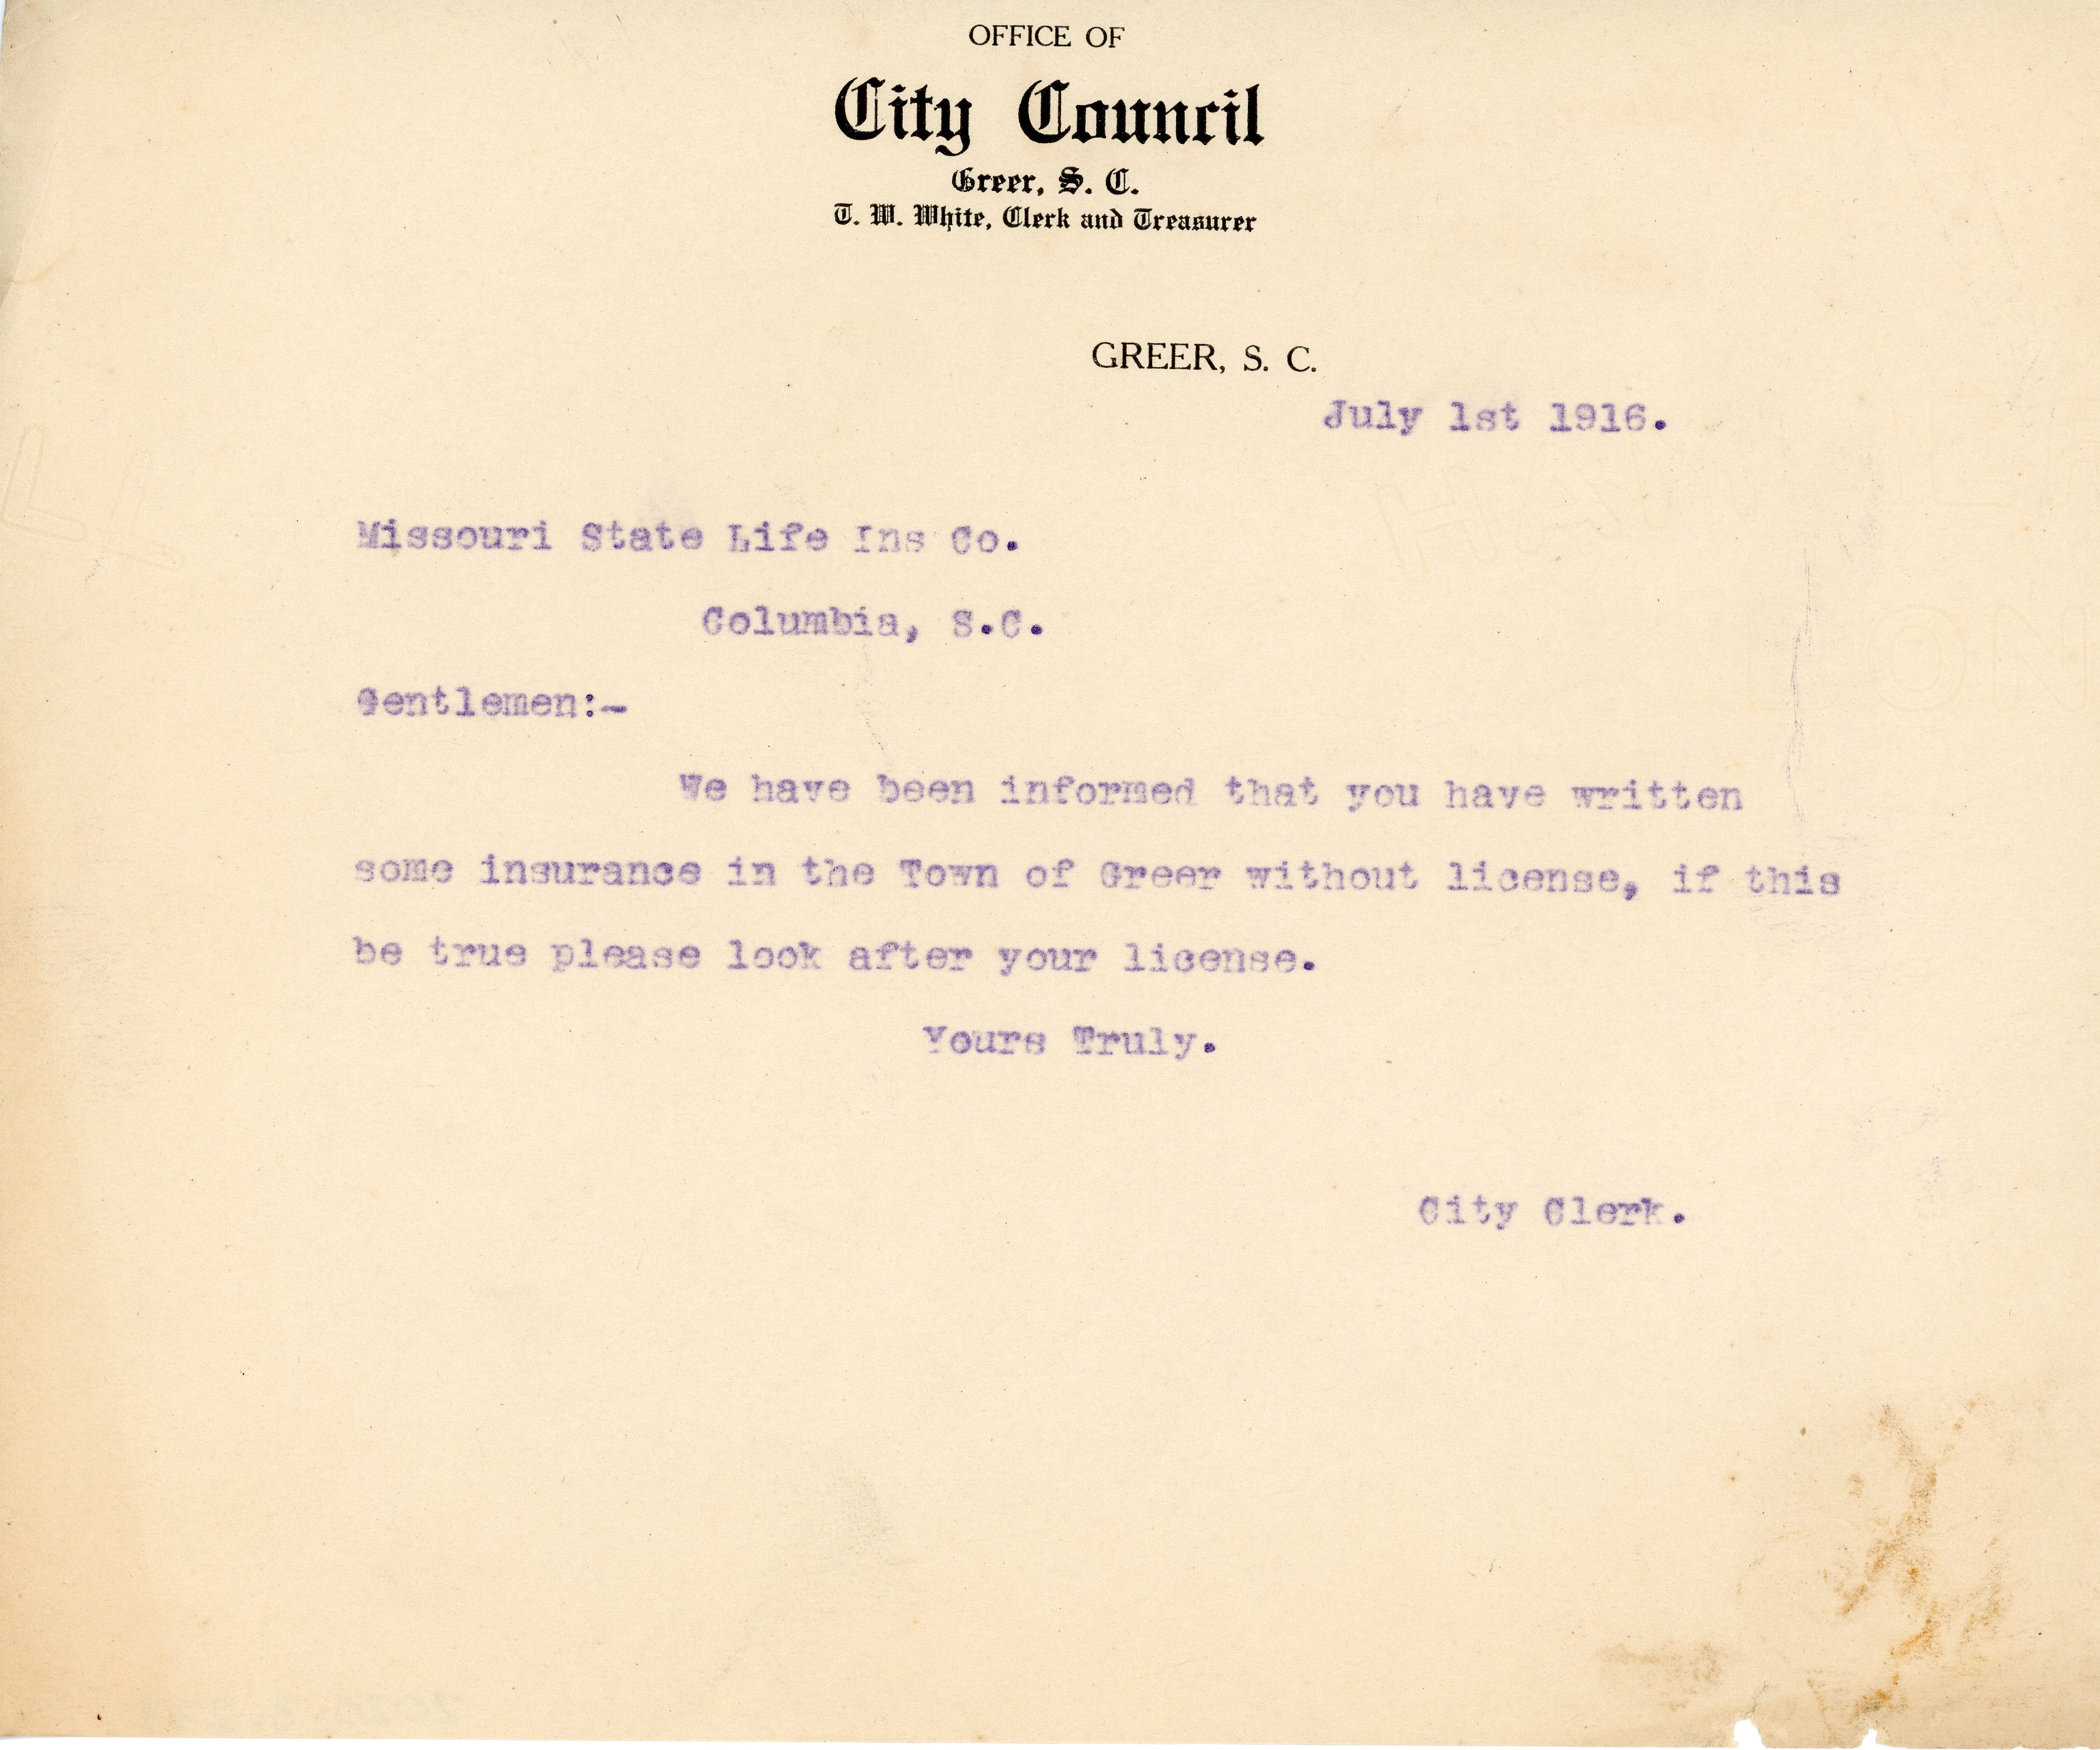 OFFICE OF
City Council
Greer, S. C.
T. W. White, Clerk and Treasurer
GREER, S. C.
July 1st 1916.
Missouri State Life Ins Co.
Columbia, S.C.
Gentlemen:-
We have been informed that you have written
some insurance in the Town of Greer without license, if this
be true please look after your license.
Yours Truly.
City Clerk.